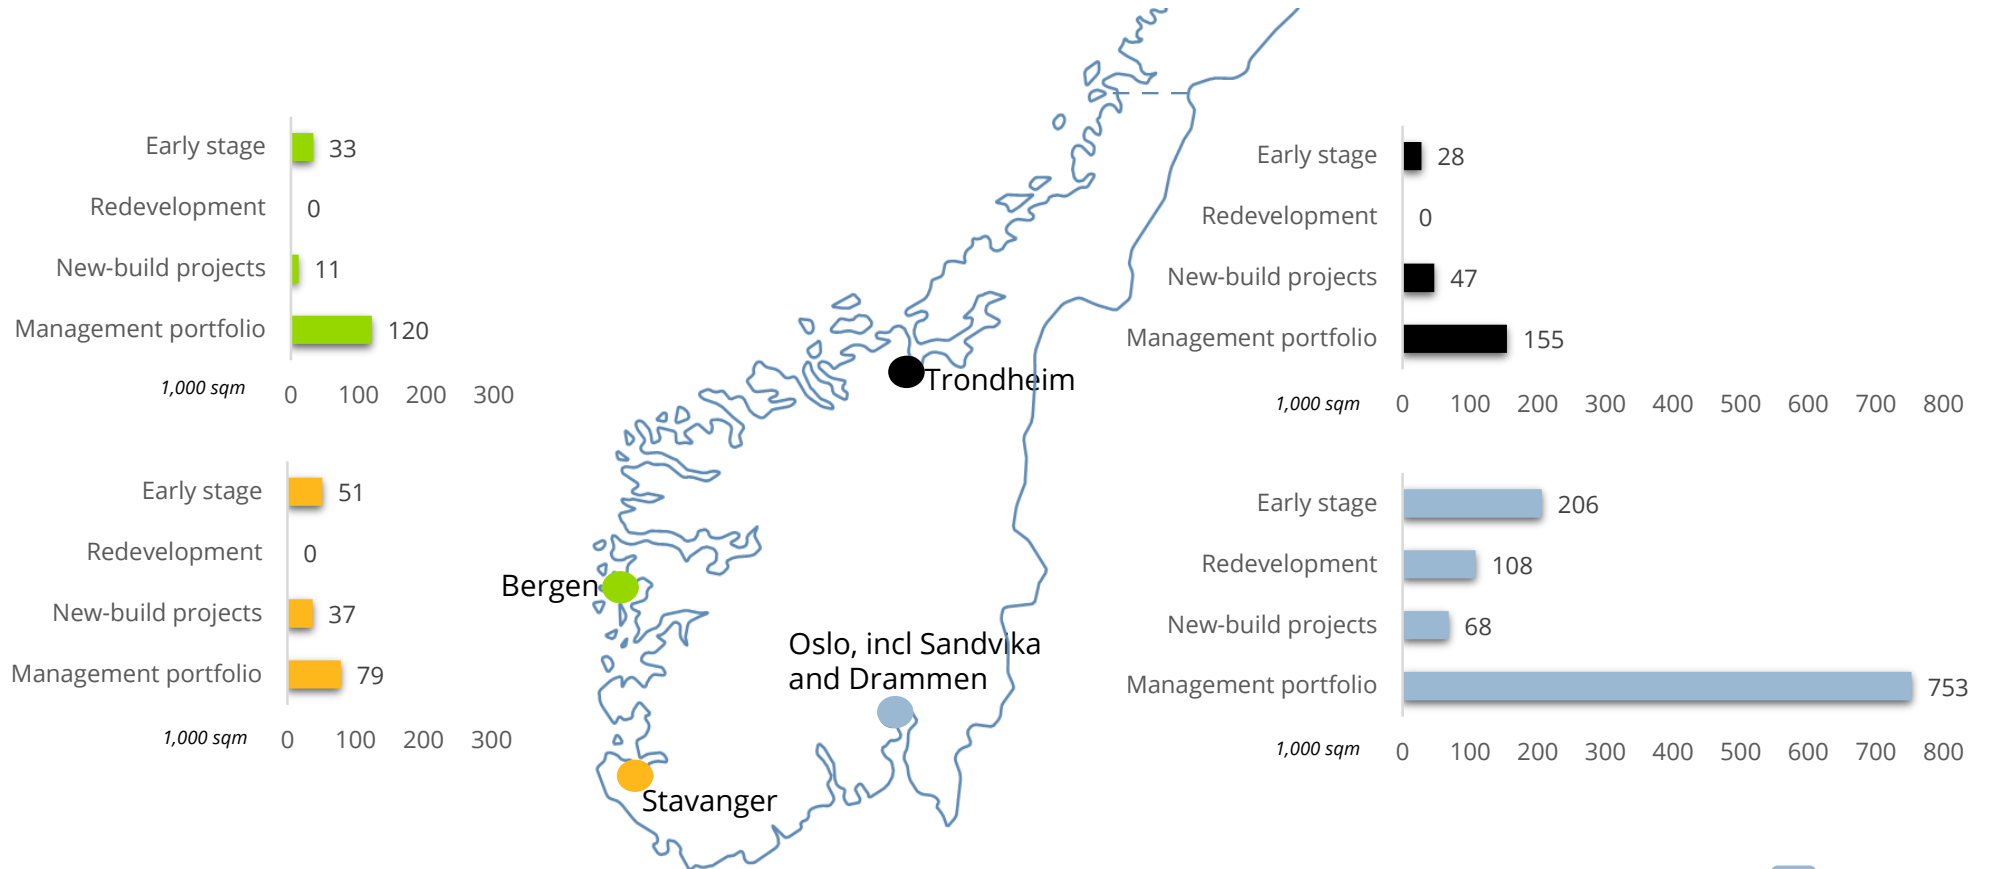 Early stage 33
Redevelopment 0
New-build projects 11
Management portfolio 120
1,000 sqm 0 100 200 300
Early stage 51
Redevelopment 0
New-build projects 37
Management portfolio 79
1,000 sqm 0 100 200 300
Trondheim
Bergen
Oslo, incl Sandvika
and Drammen
Stavanger
Early stage 28
Redevelopment 0
New-build projects 47
Management portfolio 155
1,000 sqm 0 100 200 300 400 500 600 700 800
Early stage 206
Redevelopment 108
New-build projects 68
Management portfolio 753
1,000 sqm 0 100 200 300 400 500 600 700 800